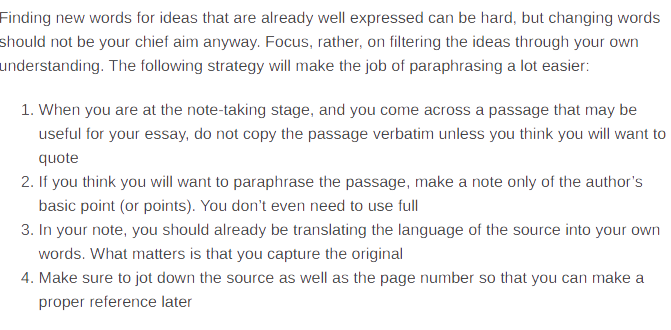 Finding new words for ideas that are already well expressed can be hard, but changing words
should not be your chief aim anyway. Focus, rather, on filtering the ideas through your own
understanding. The following strategy will make the job of paraphrasing a lot easier:
1. When you are at the note-taking stage, and you come across a passage that may be
useful for your essay, do not copy the passage verbatim unless you think you will want to
quote
2. If you think you will want to paraphrase the passage, make a note only of the author’s
basic point (or points). You don’t even need to use full
3. In your note, you should already be translating the language of the source into your own
words. What matters is that you capture the original
4. Make sure to jot down the source as well as the page number so that you can make a
proper reference later